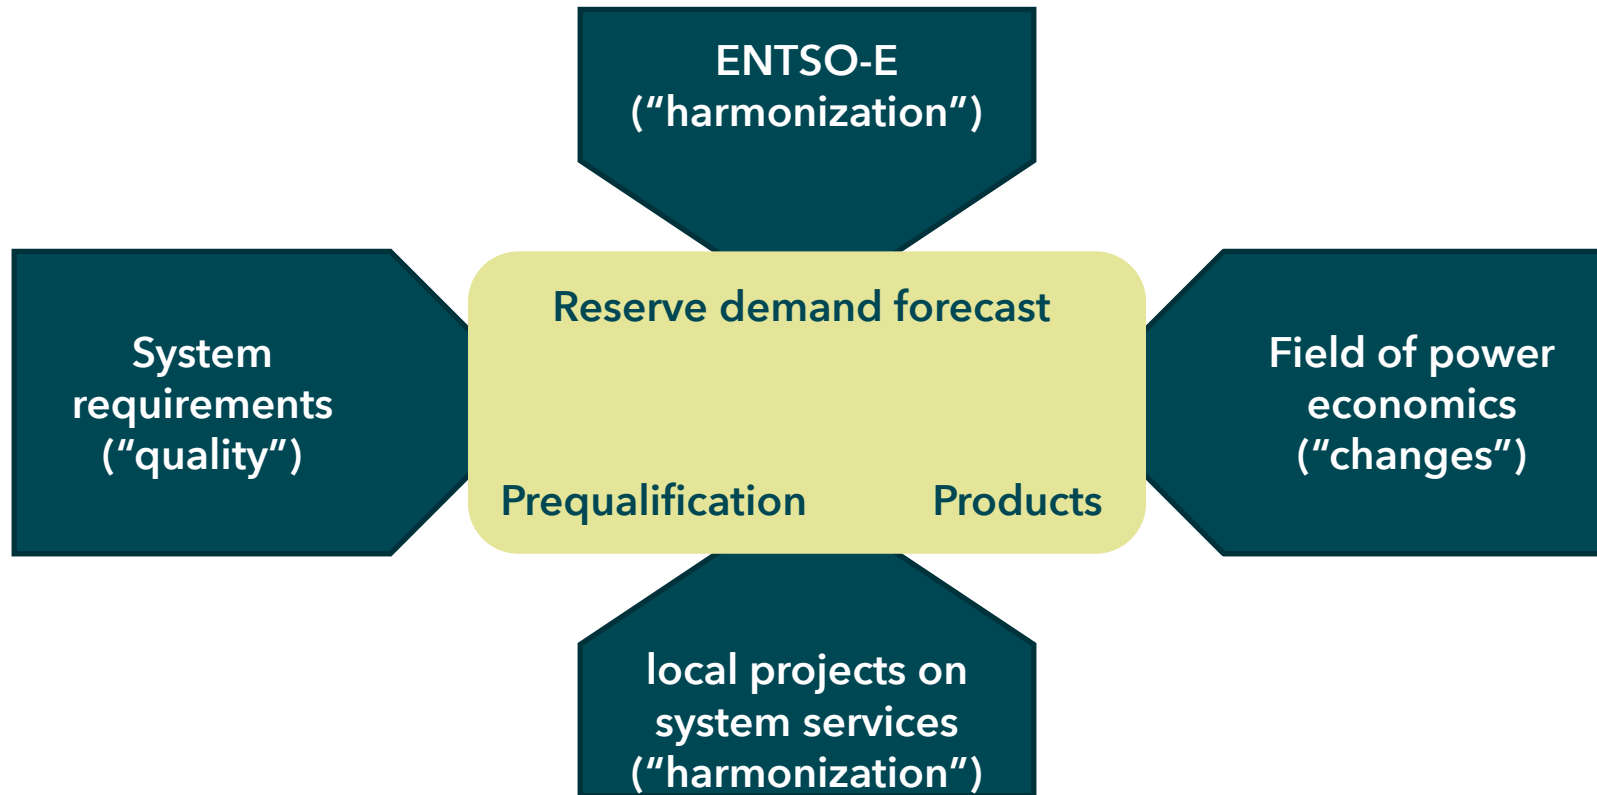 ENTSO-E
(“harmonization”)
Reserve demand forecast
System
requirements
(“quality”)
Field of power
economics
(“changes”)
Prequalification
Products
local projects on
system services
(“harmonization”)